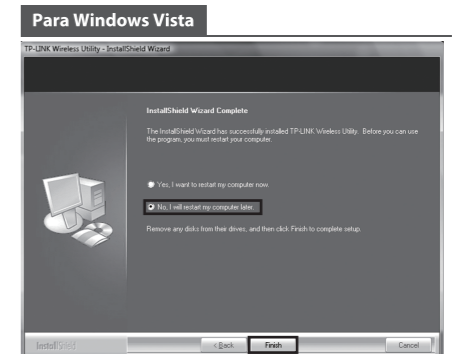 Para Windows Vista
TP-LINK Wireless Utility - InstallShield Wizard
InstallShield Wizard Complete
The InstallShield Wizard has successfully installed TP-LINK Wireless Utility. Before you can use
the program, you must restart your computer.
Yes, I want to restart my computer now.
No, I will restart my computer later.
Remove any disks from their drives, and then click Finish to complete setup.
InstallShield
< Back
Finish
Cancel